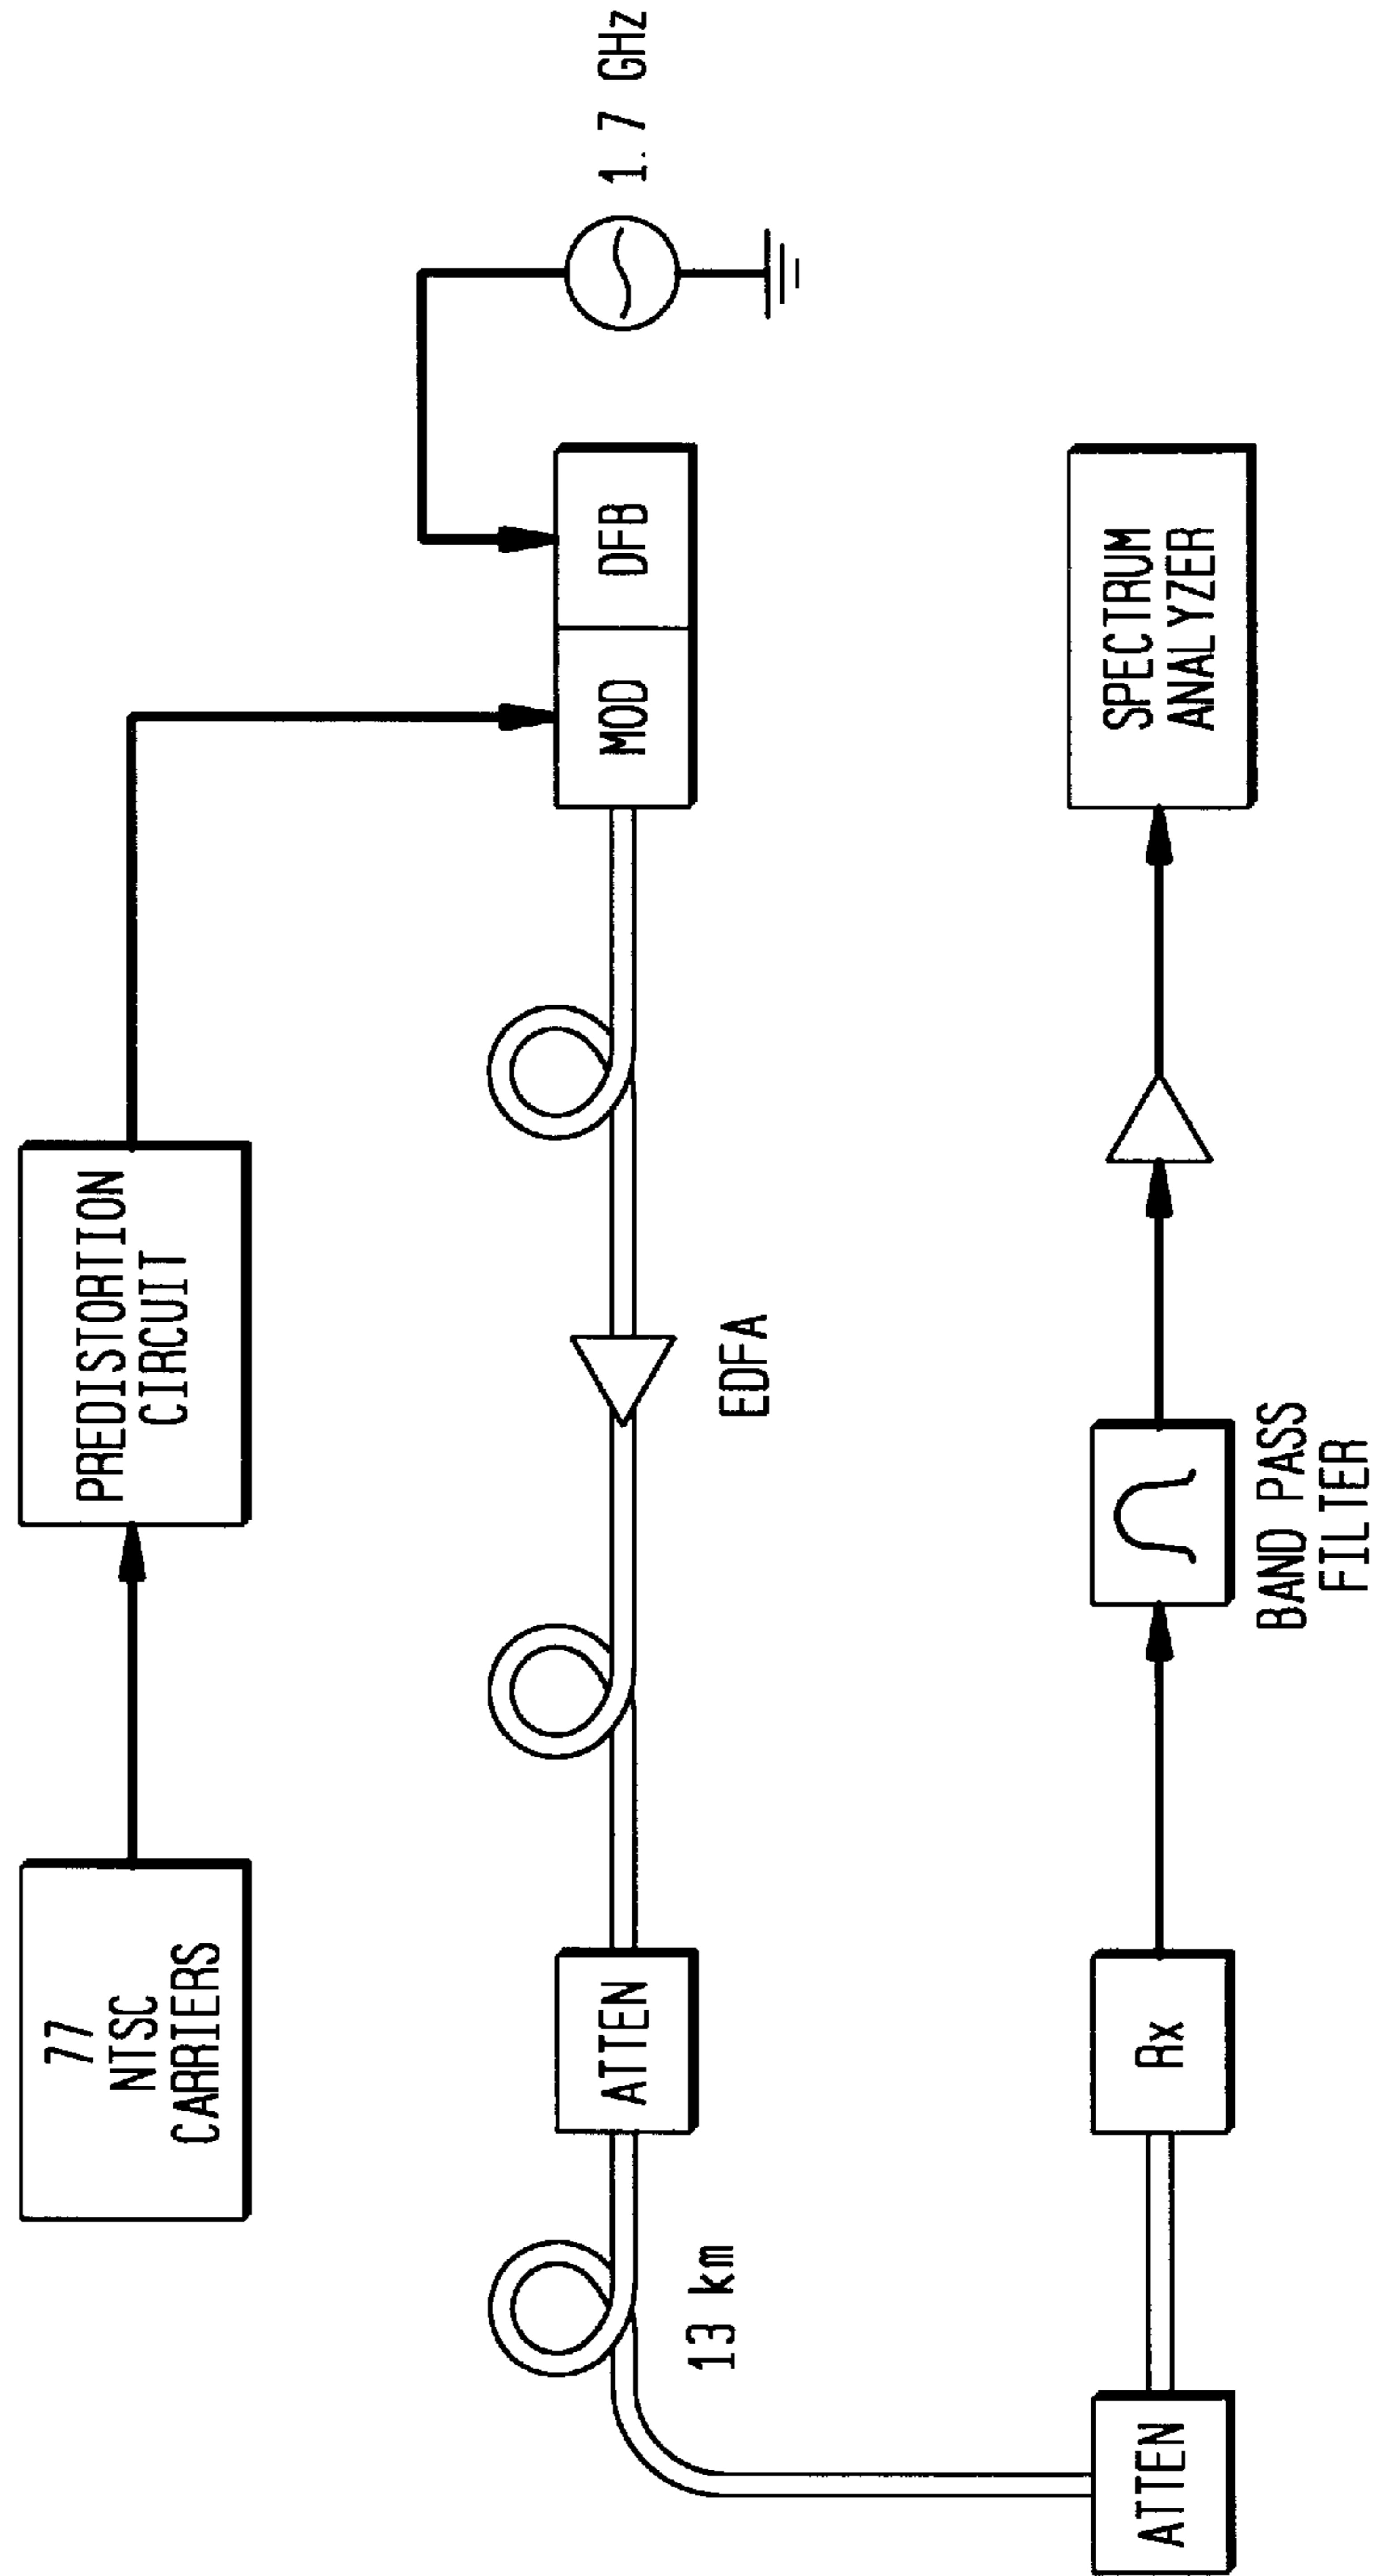 77
NTSC
CARRIERS
PREDISTORTION
CIRCUIT
1.7 GHz
MOD
DFB
EDFA
ATTEN
13 km
ATTEN
Rx
BAND PASS
FILTER
SPECTRUM
ANALYZER